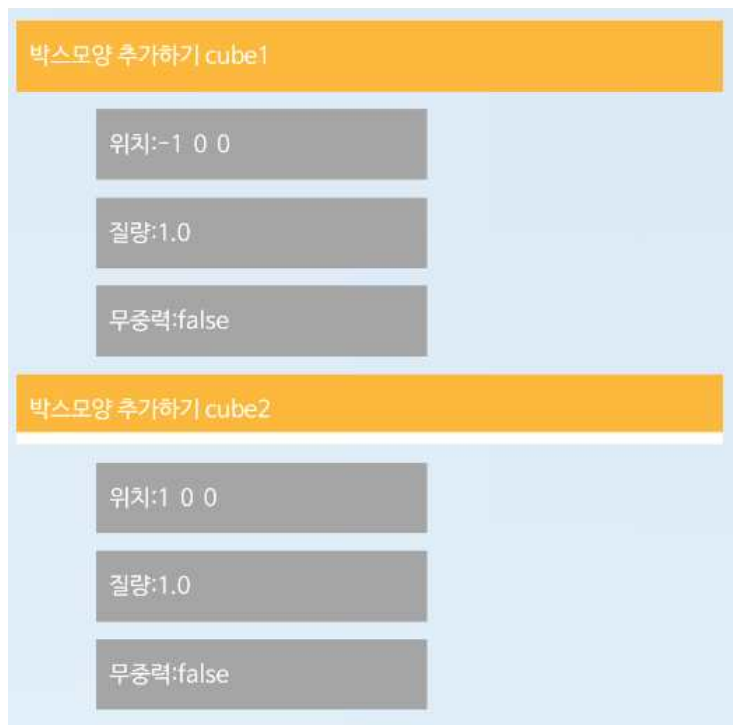 박스모양 추가하기 cube1
위치:-1 0 0
질량:1.0
무중력:false
박스모양 추가하기 cube2
위치:1 0 0
질량:1.0
무중력:false